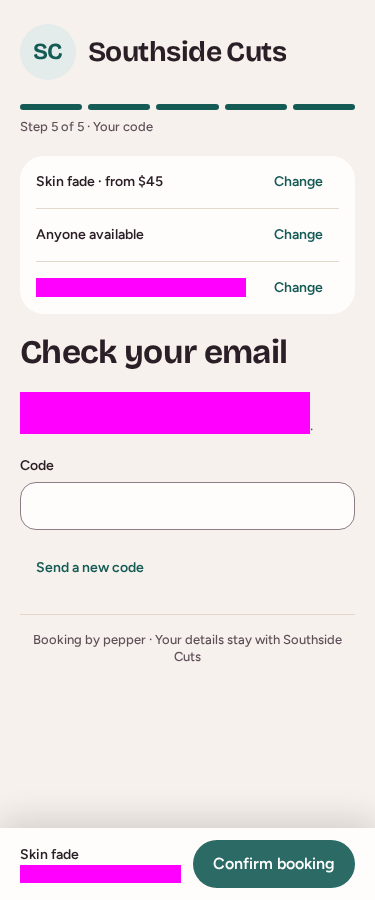 SC
Southside Cuts
Step 5 of 5 · Your code
Skin fade · from $45
Change
Anyone available
Change
Change
Check your email
.
Code
Send a new code
Booking by pepper · Your details stay with Southside
Cuts
Skin fade
Confirm booking